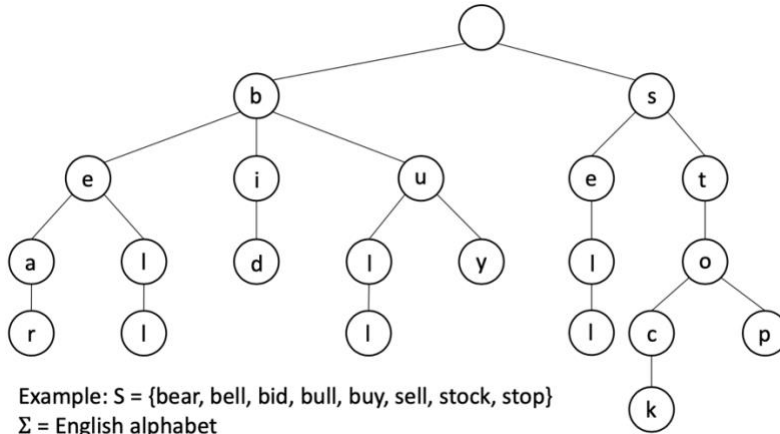 b s
e i u e t
a l d l y l o
r l l l c p
k
Example: S = {bear, bell, bid, bull, buy, sell, stock, stop}
Σ = English alphabet